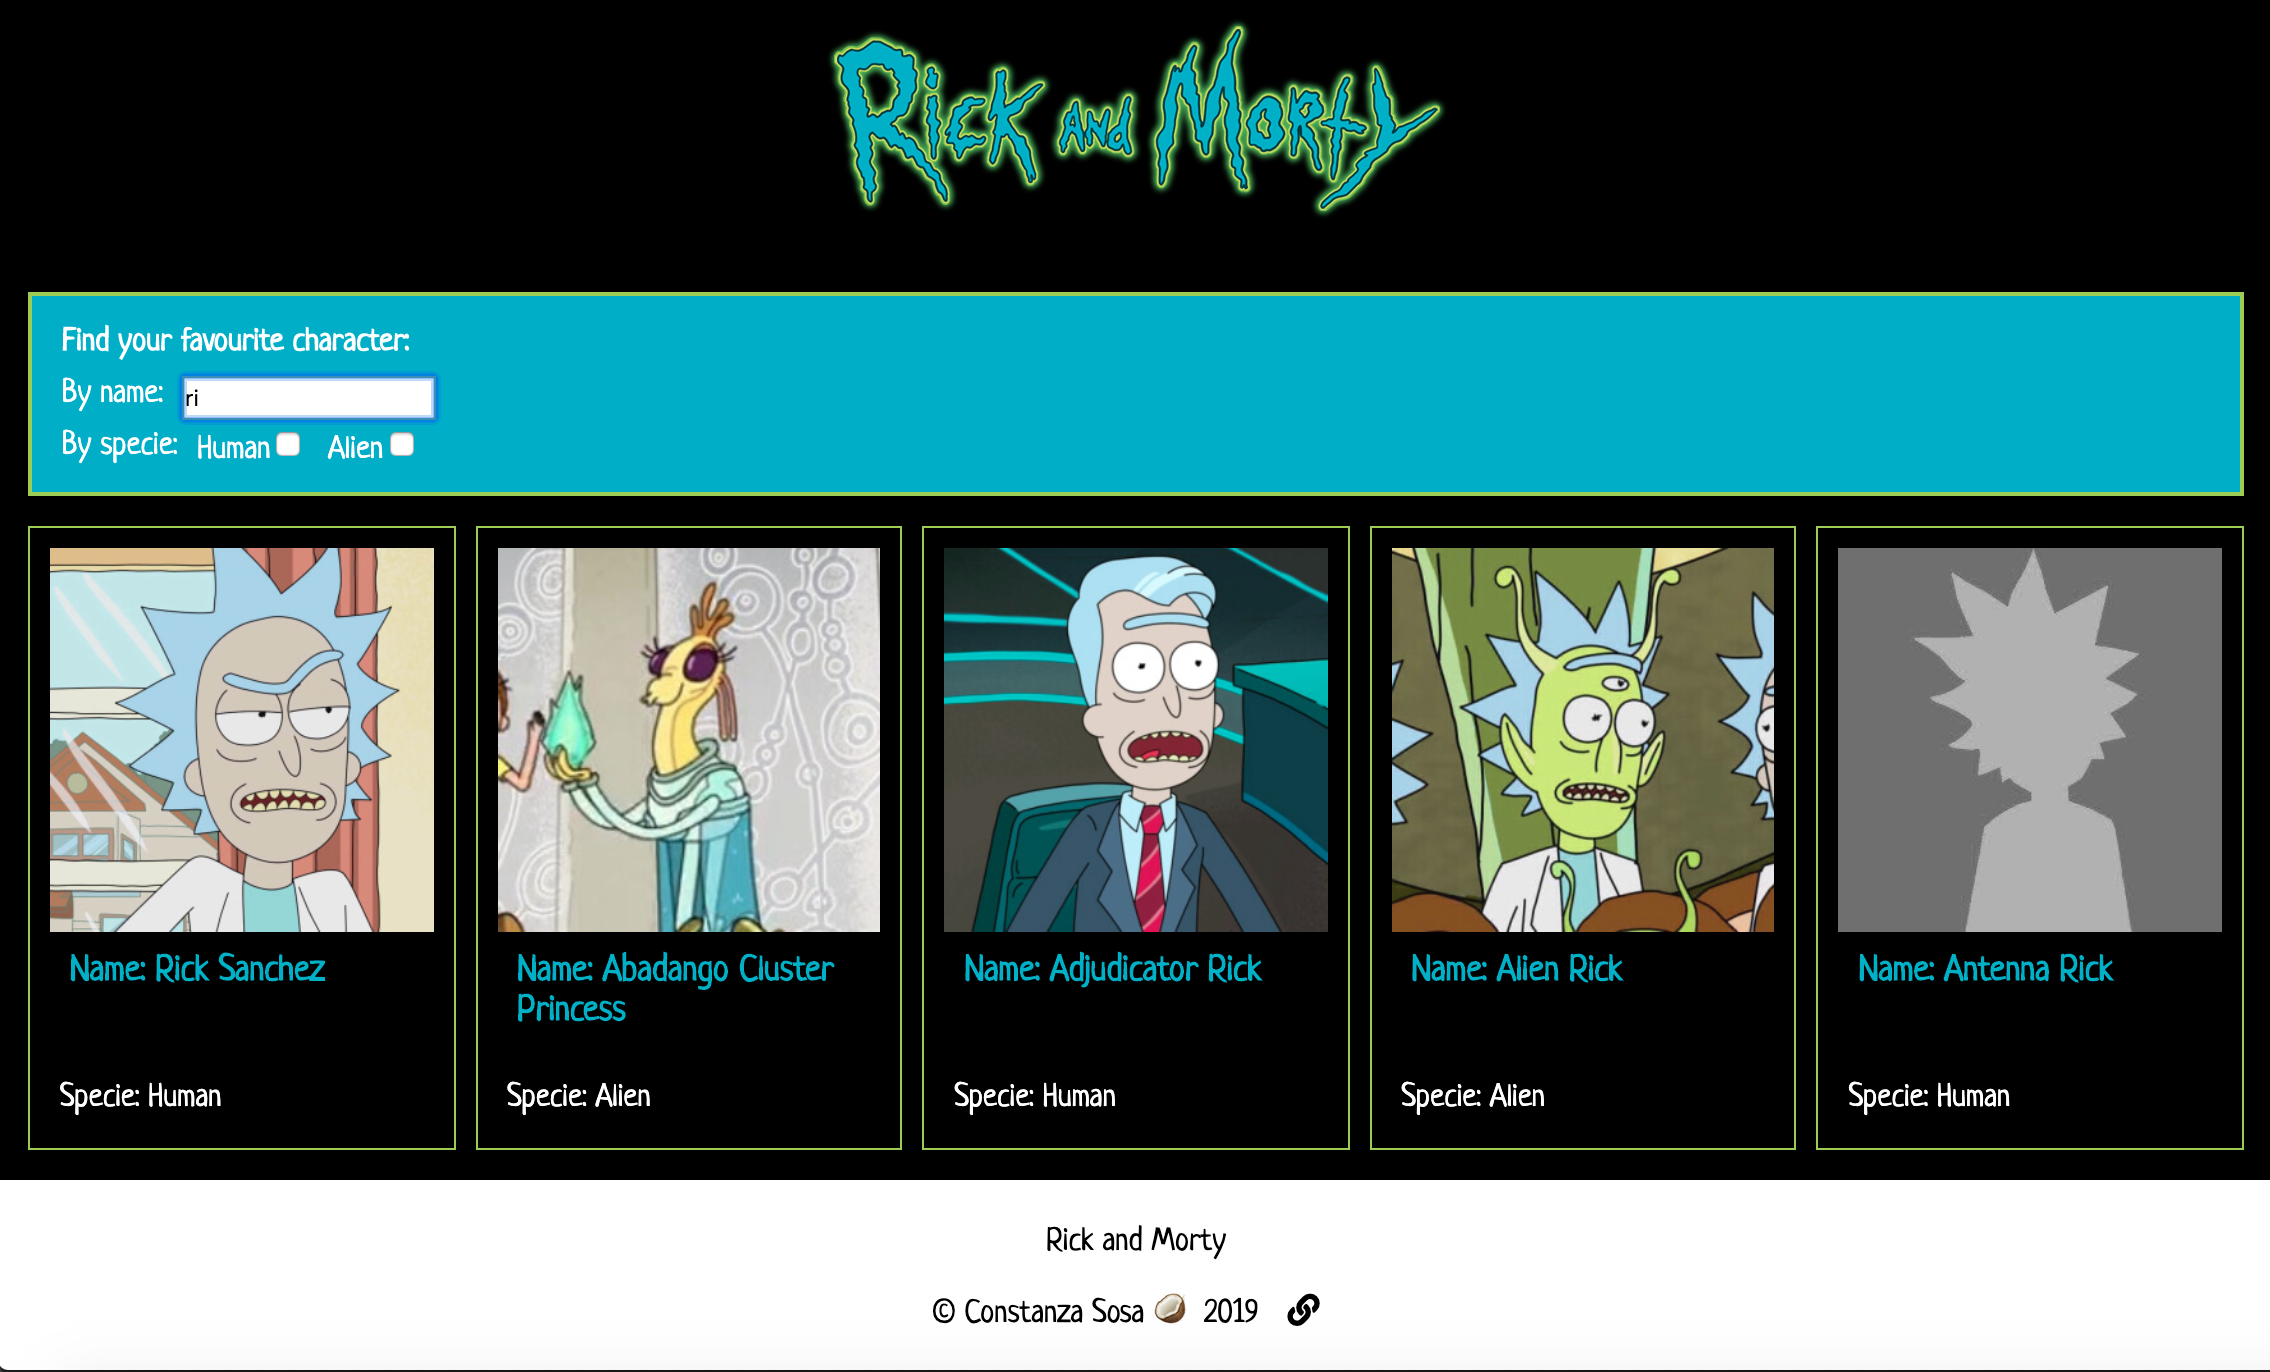 Rick and Morty
Find your favourite character:
By name: ri
By specie: Human Alien
Name: Rick Sanchez
Specie: Human
Name: Abadango Cluster
Princess
Specie: Alien
Name: Adjudicator Rick
Specie: Human
Name: Alien Rick
Specie: Alien
Name: Antenna Rick
Specie: Human
Rick and Morty
© Constanza Sosa 🥥 2019 🔗